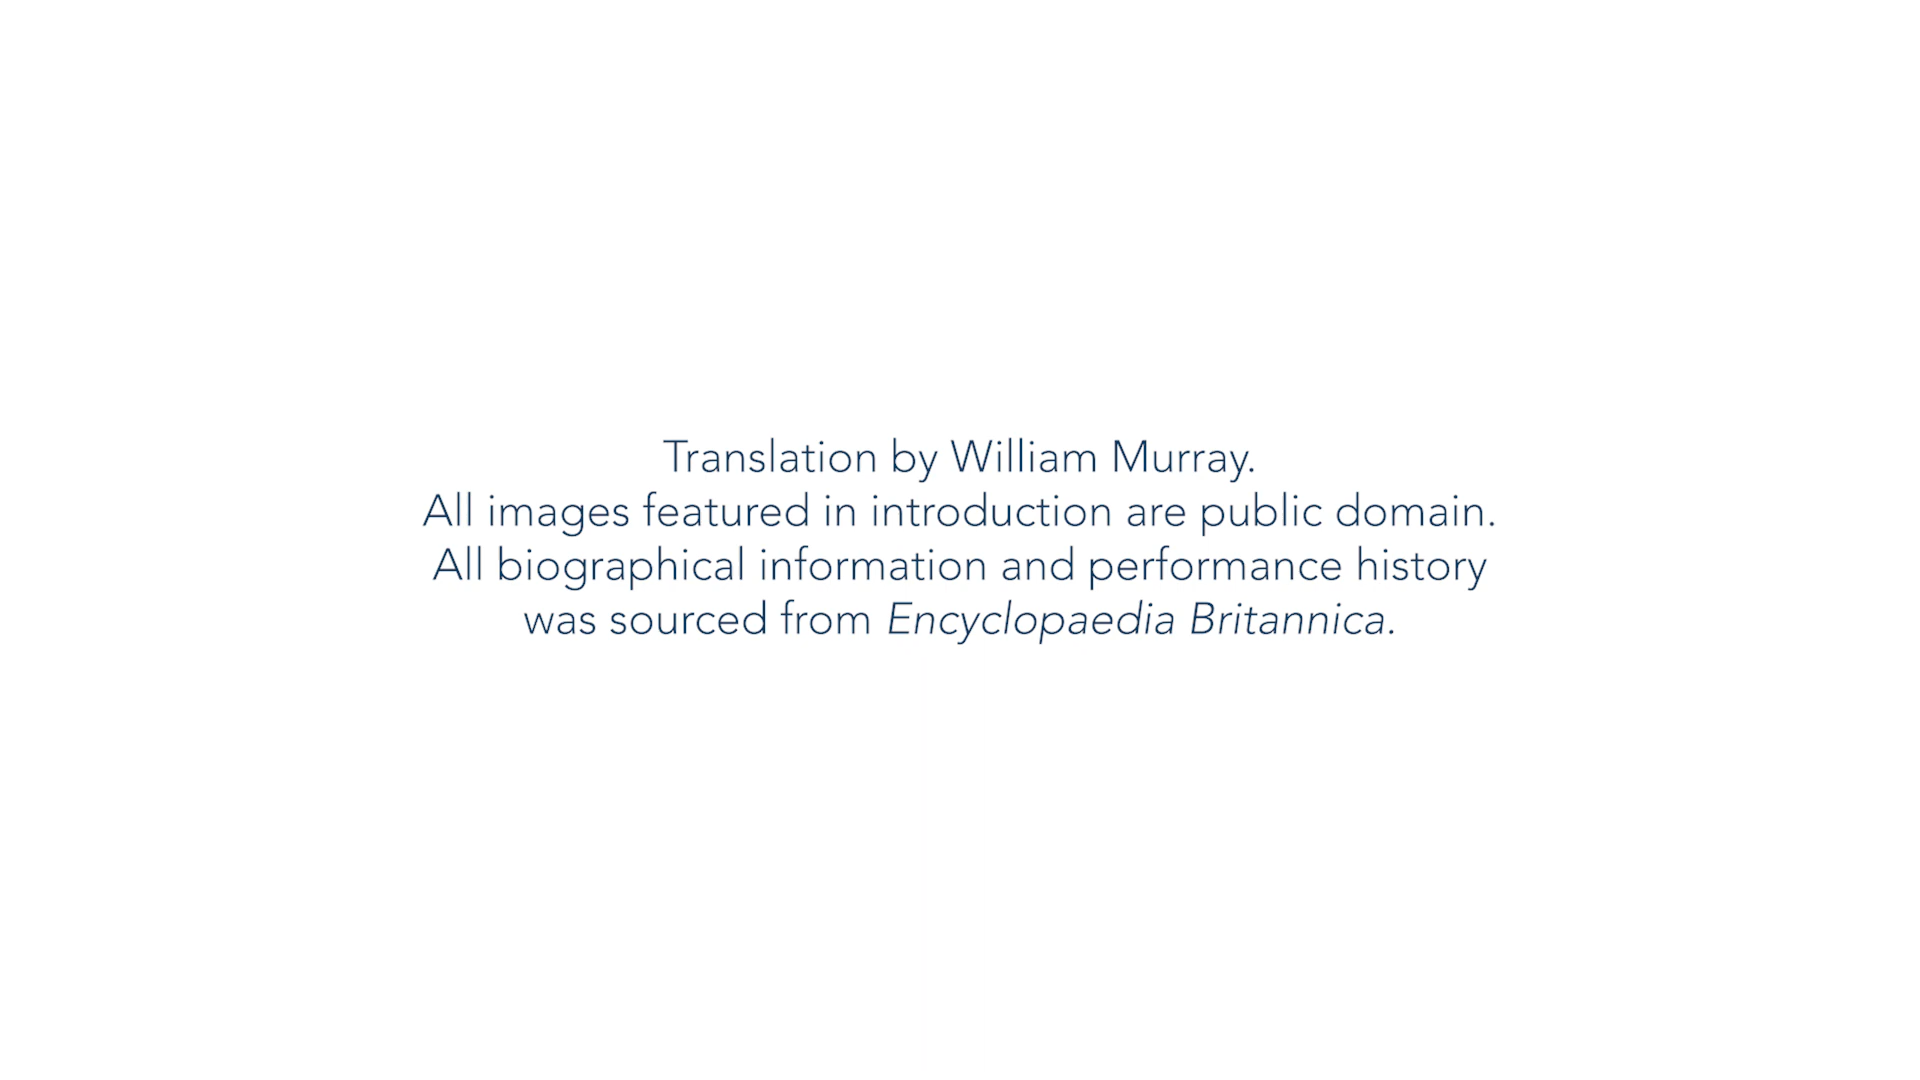 Translation by William Murray.
All images featured in introduction are public domain.
All biographical information and performance history
was sourced from Encyclopaedia Britannica.